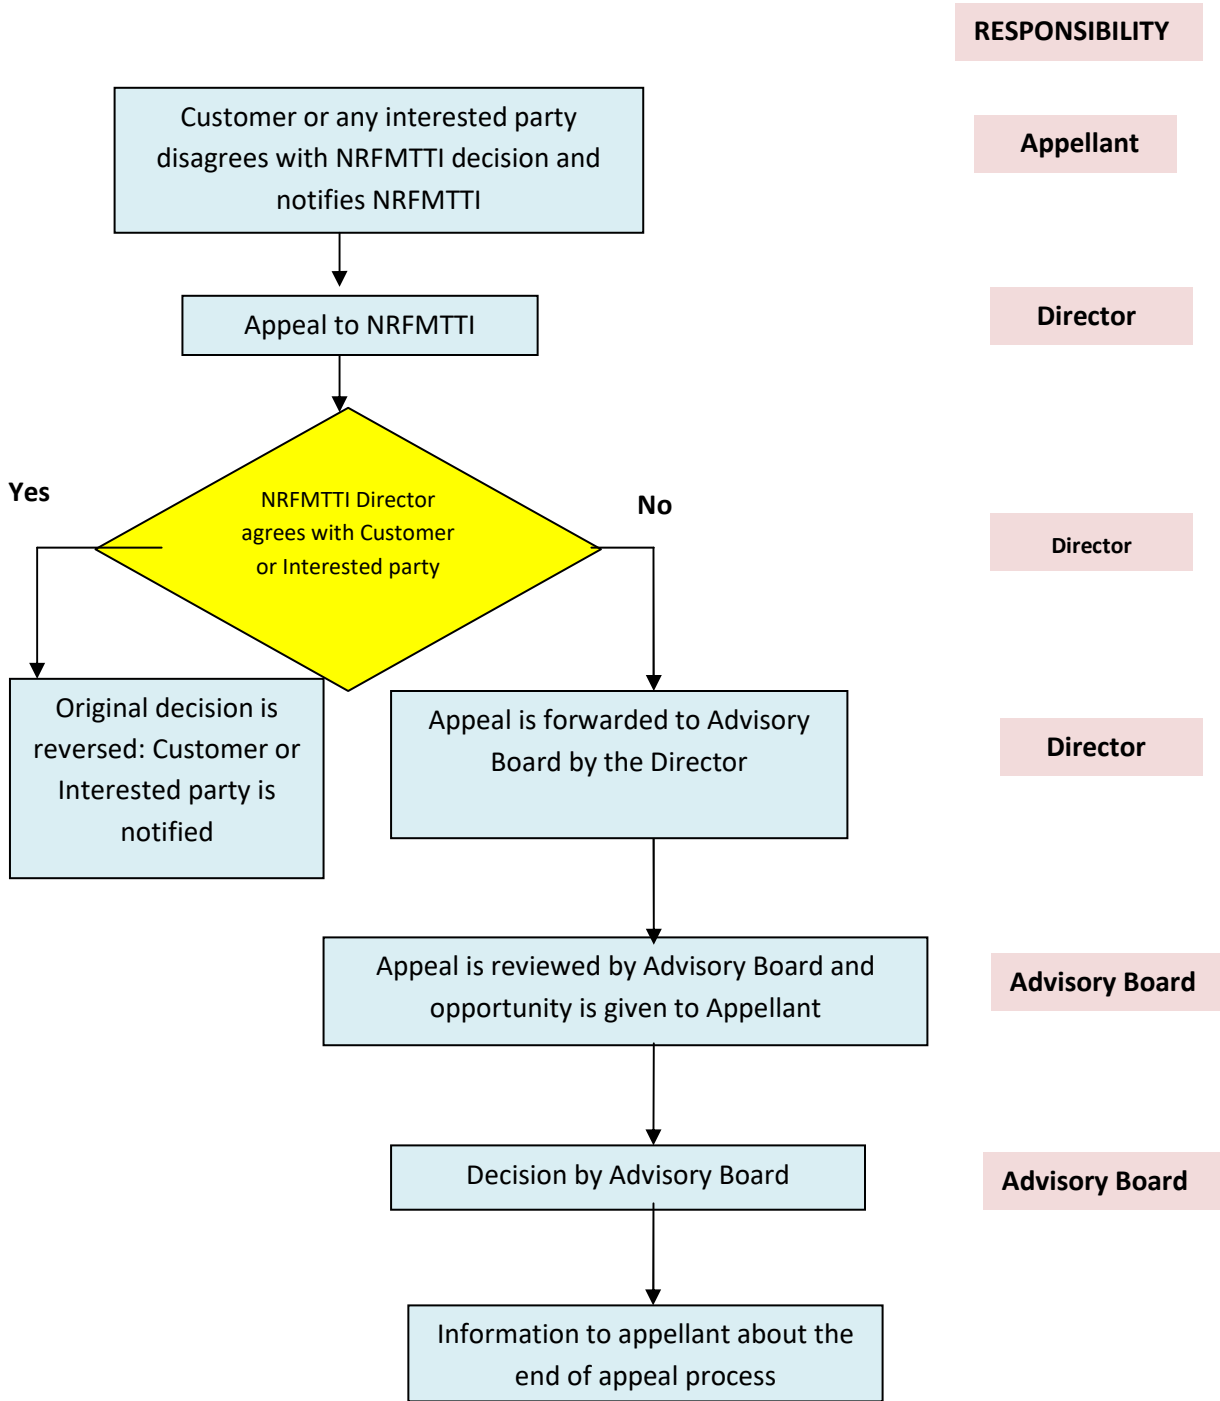 RESPONSIBILITY
Customer or any interested party
disagrees with NRFMTTI decision and
notifies NRFMTTI
Appellant
Appeal to NRFMTTI
Director
Yes
No
NRFMTTI Director
agrees with Customer
or Interested party
Director
Original decision is
reversed: Customer or
Interested party is
notified
Appeal is forwarded to Advisory
Board by the Director
Director
Appeal is reviewed by Advisory Board and
opportunity is given to Appellant
Advisory Board
Decision by Advisory Board
Advisory Board
Information to appellant about the
end of appeal process